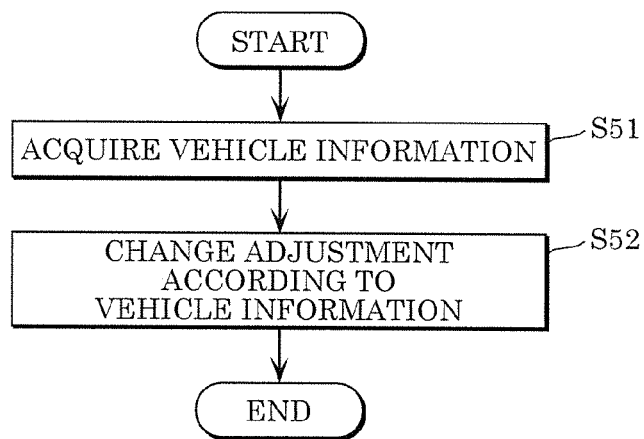 START
ACQUIRE VEHICLE INFORMATION
S51
CHANGE ADJUSTMENT
ACCORDING TO
VEHICLE INFORMATION
S52
END